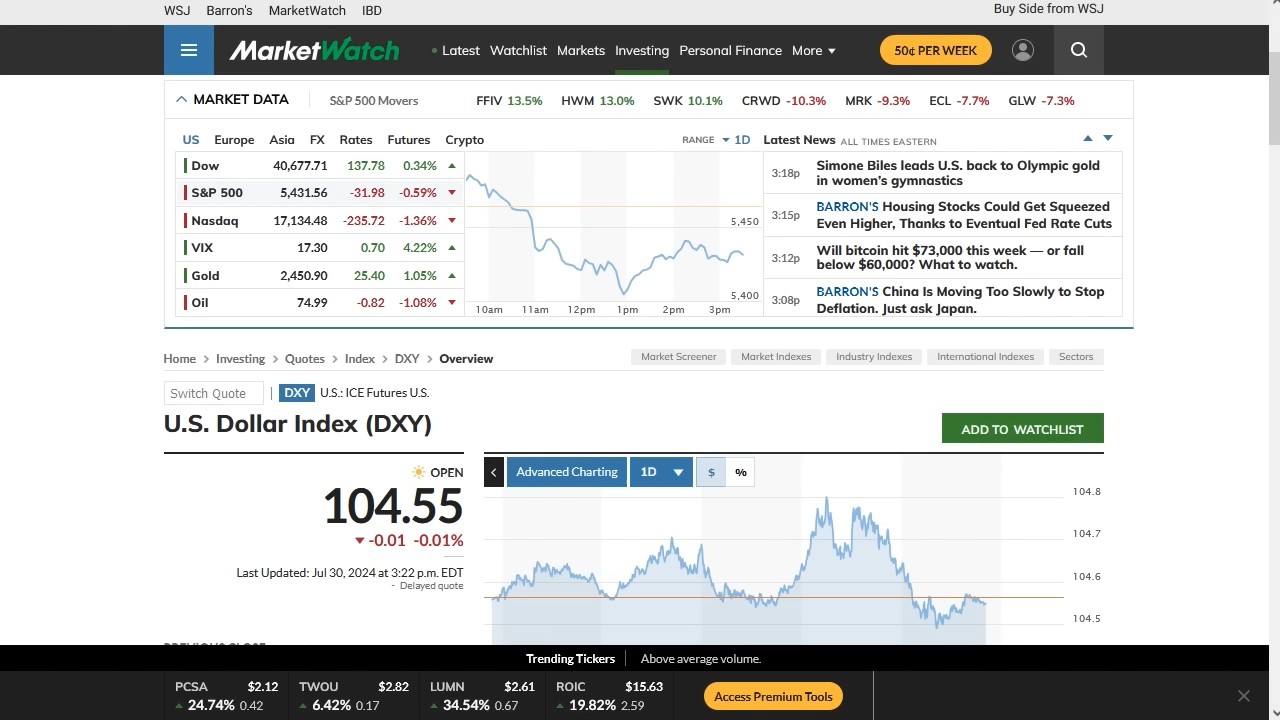 WSJ Barron's MarketWatch IBD Buy Side from WSJ
MarketWatch Latest Watchlist Markets Investing Personal Finance More 50¢ PER WEEK
MARKET DATA S&P 500 Movers FFIV 13.5% HWM 13.0% SWK 10.1% CRWD -10.3% MRK -9.3% ECL -7.7% GLW -7.3%
US Europe Asia FX Rates Futures Crypto RANGE 1D
Dow 40,677.71 137.78 0.34%
S&P 500 5,431.56 -31.98 -0.59%
Nasdaq 17,134.48 -235.72 -1.36%
VIX 17.30 0.70 4.22%
Gold 2,450.90 25.40 1.05%
Oil 74.99 -0.82 -1.08%
5,450
5,400
10am 11am 12pm 1pm 2pm 3pm
Latest News ALL TIMES EASTERN
3:18p Simone Biles leads U.S. back to Olympic gold
in women's gymnastics
3:15p BARRON'S Housing Stocks Could Get Squeezed
Even Higher, Thanks to Eventual Fed Rate Cuts
3:12p Will bitcoin hit $73,000 this week — or fall
below $60,000? What to watch.
3:08p BARRON'S China Is Moving Too Slowly to Stop
Deflation. Just ask Japan.
Home Investing Quotes Index DXY Overview Market Screener Market Indexes Industry Indexes International Indexes Sectors
Switch Quote | DXY U.S.: ICE Futures U.S.
U.S. Dollar Index (DXY) ADD TO WATCHLIST
OPEN
104.55
-0.01 -0.01%
Last Updated: Jul 30, 2024 at 3:22 p.m. EDT
- Delayed quote
Advanced Charting 1D $ %
104.8
104.7
104.6
104.5
Trending Tickers Above average volume.
PCSA $2.12 TWOU $2.82 LUMN $2.61 ROIC $15.63 Access Premium Tools
24.74% 0.42 6.42% 0.17 34.54% 0.67 19.82% 2.59